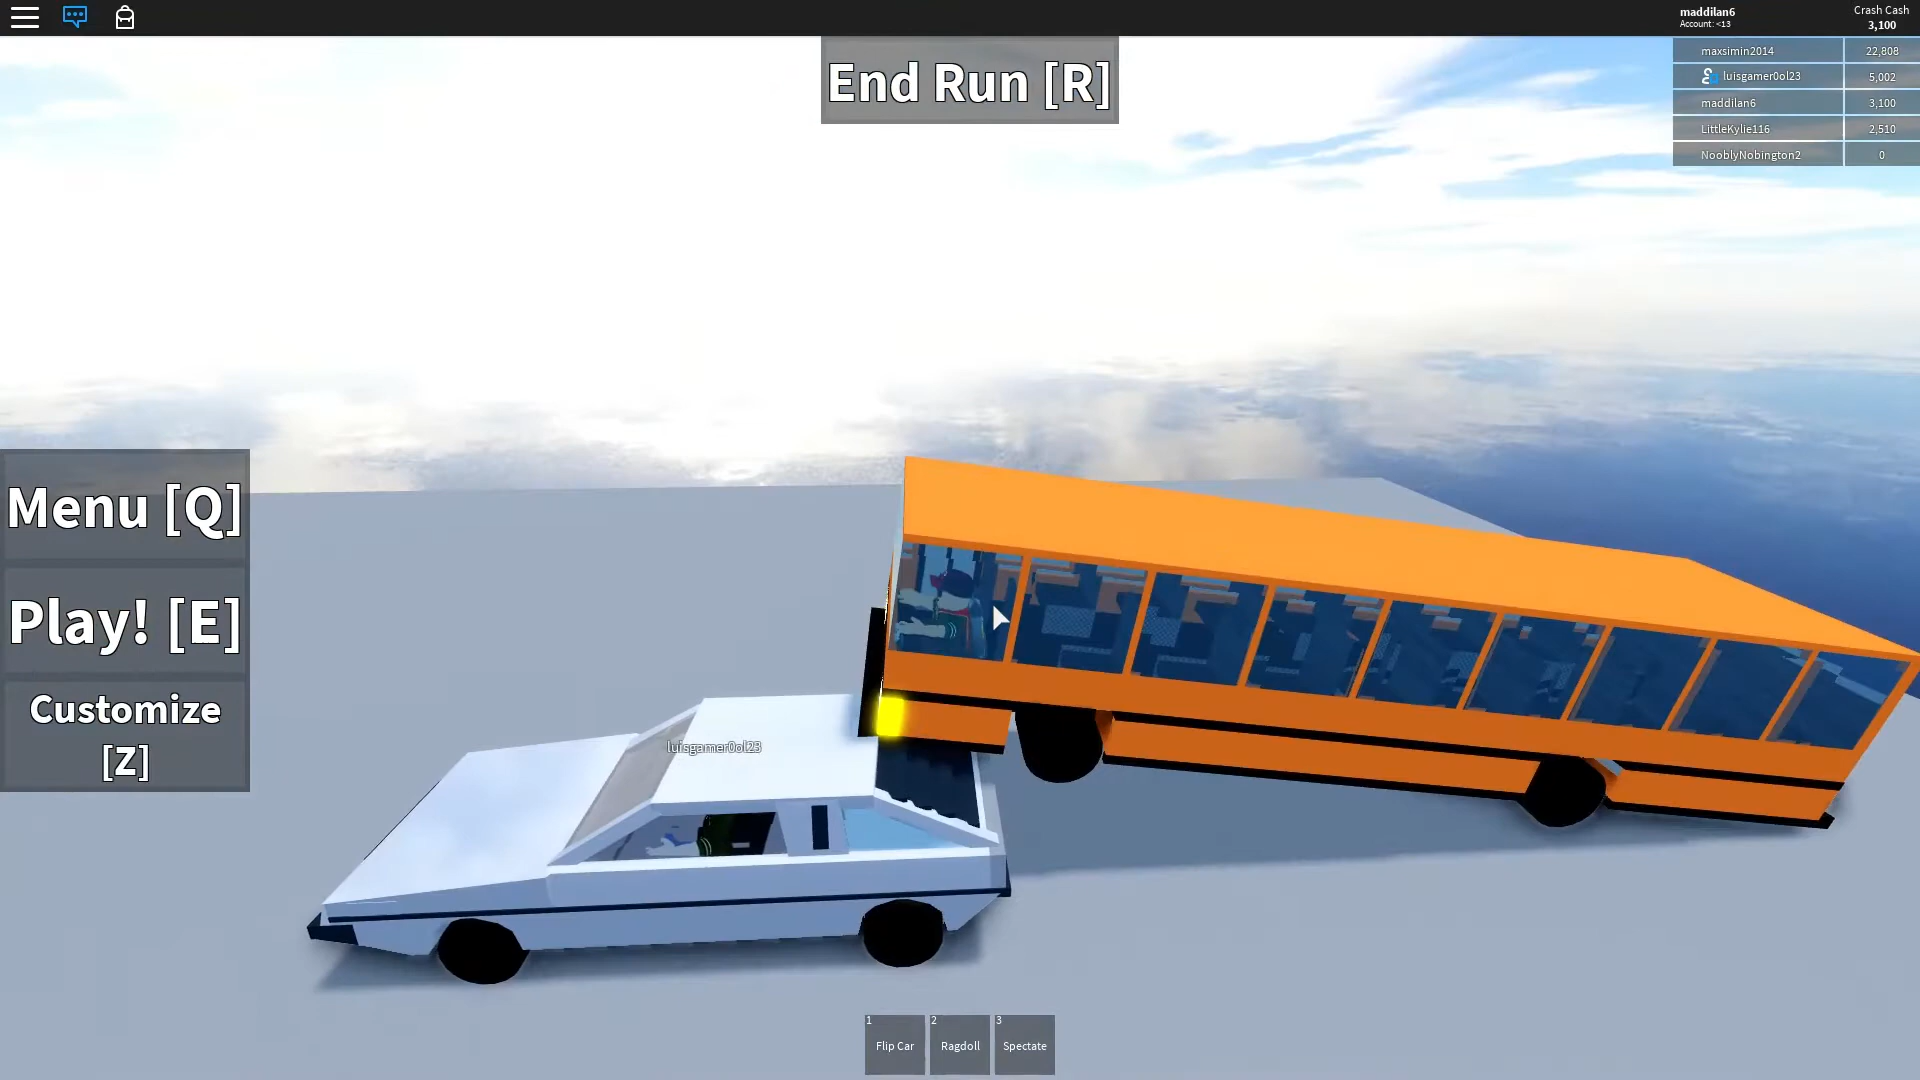 maddilan6
Account: <13
Crash Cash
3,100
maxsimin2014 22,808
luisgamer0ol23 5,002
maddilan6 3,100
LittleKylie116 2,510
NooblyNobington2 0
End Run [R]
Menu [Q]
Play! [E]
Customize
[Z]
luisgamer0ol23
1 Flip Car
2 Ragdoll
3 Spectate